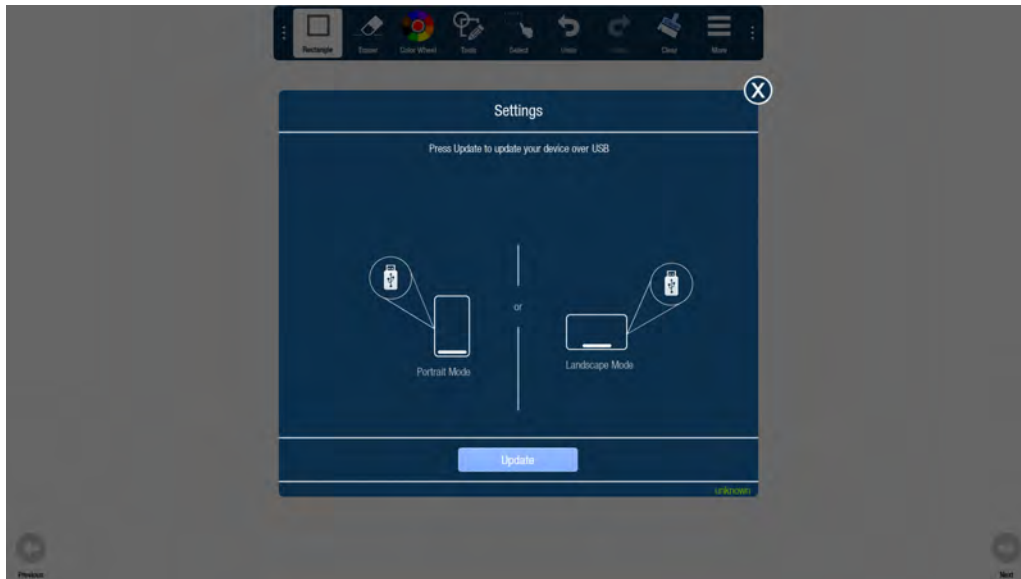 Rectangle Eraser Color Wheel Tools Select Undo Clear More
Settings
X
Press Update to update your device over USB
or
Portrait Mode
Landscape Mode
Update
unknown
Previous
Next